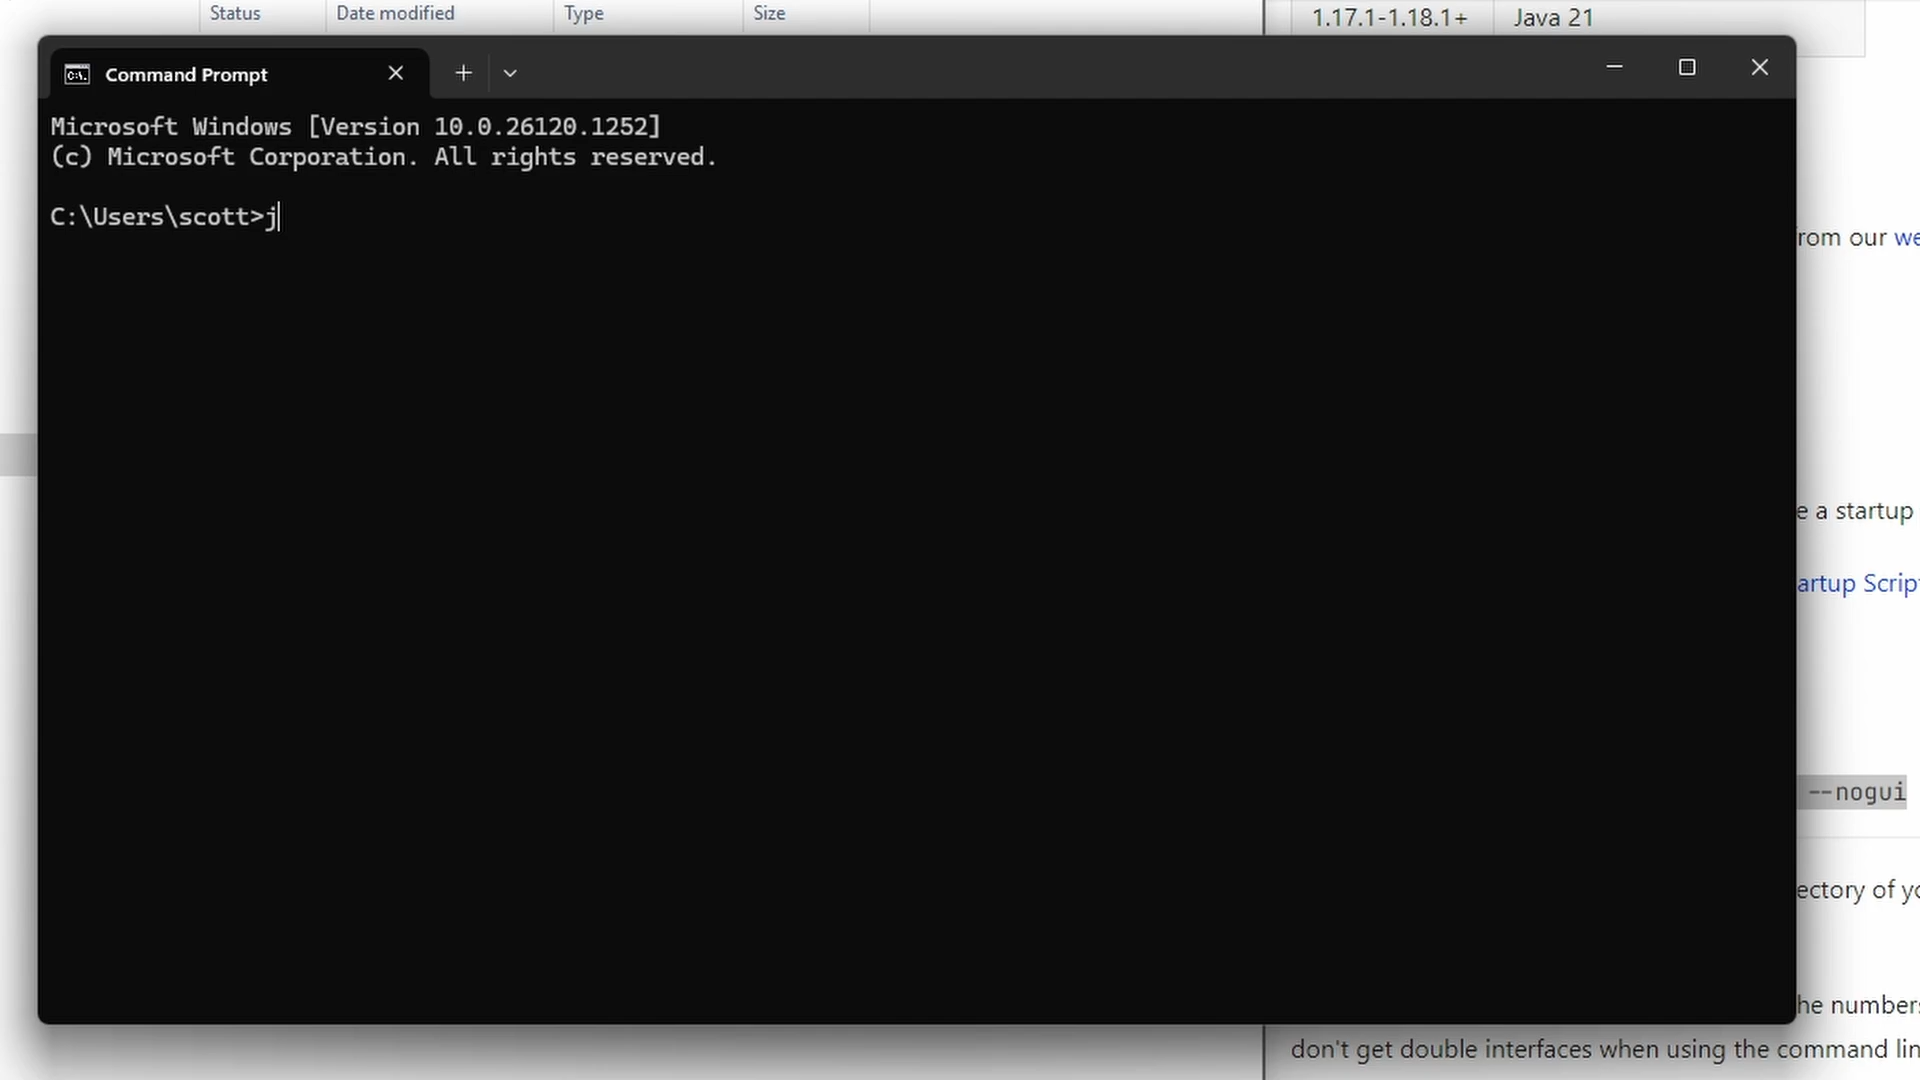 Status Date modified Type Size
1.17.1-1.18.1+ Java 21
Command Prompt
Microsoft Windows [Version 10.0.26120.1252]
(c) Microsoft Corporation. All rights reserved.
C:\Users\scott>j
rom our we
e a startup
artup Scrip
--nogui
ectory of yo
he numbers
don't get double interfaces when using the command lin